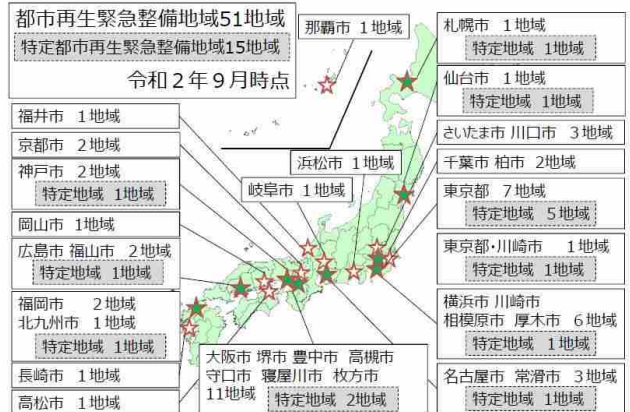 都市再生緊急整備地域51地域
特定都市再生緊急整備地域15地域
令和2年9月時点
那覇市 1地域
札幌市 1地域
特定地域 1地域
仙台市 1地域
特定地域 1地域
さいたま市 川口市 3地域
千葉市 柏市 2地域
東京都 7地域
特定地域 5地域
東京都・川崎市 1地域
特定地域 1地域
横浜市 川崎市
相模原市 厚木市 6地域
特定地域 1地域
名古屋市 常滑市 3地域
特定地域 1地域
浜松市 1地域
岐阜市 1地域
福井市 1地域
京都市 2地域
神戸市 2地域
特定地域 1地域
岡山市 1地域
広島市 福山市 2地域
特定地域 1地域
福岡市 2地域
北九州市 1地域
特定地域 1地域
長崎市 1地域
高松市 1地域
大阪市 堺市 豊中市 高槻市
守口市 寝屋川市 枚方市
11地域
特定地域 2地域